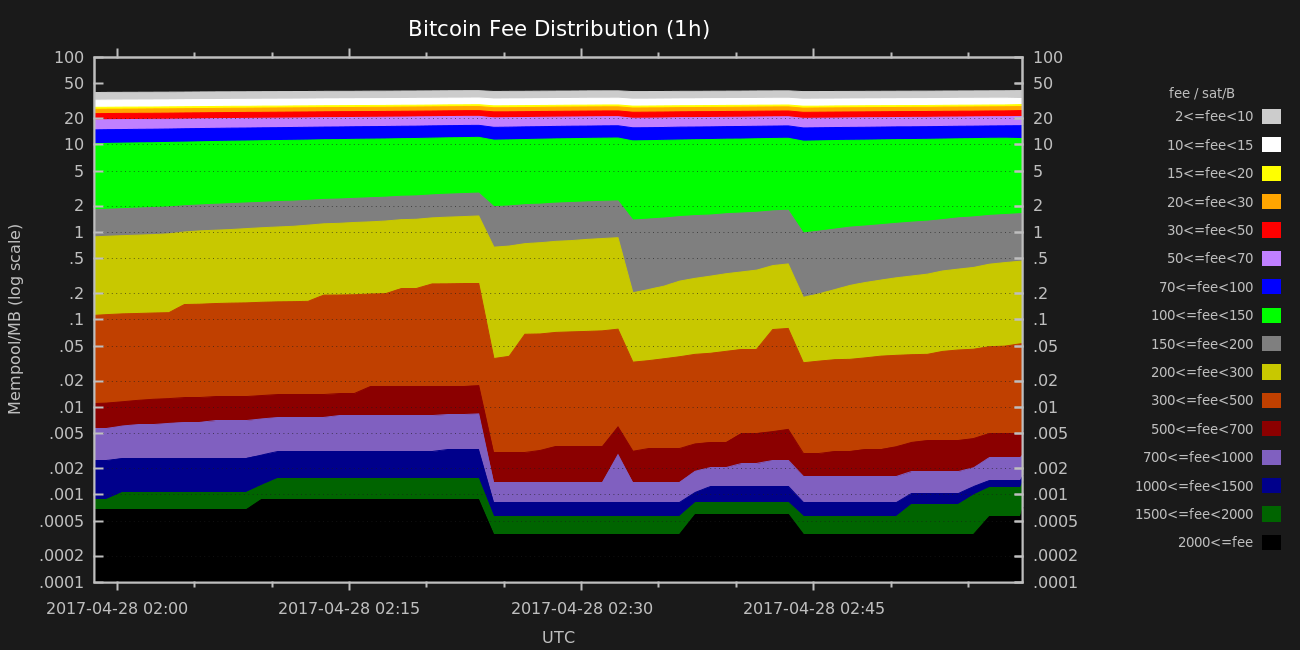 Bitcoin Fee Distribution (1h)
100 100
50 50
20 20
10 10
5 5
2 2
1 1
.5 .5
.2 .2
.1 .1
.05 .05
.02 .02
.01 .01
.005 .005
.002 .002
.001 .001
.0005 .0005
.0002 .0002
.0001 .0001
Mempool/MB (log scale)
2017-04-28 02:00 2017-04-28 02:15 2017-04-28 02:30 2017-04-28 02:45
UTC
fee / sat/B
2<=fee<10
10<=fee<15
15<=fee<20
20<=fee<30
30<=fee<50
50<=fee<70
70<=fee<100
100<=fee<150
150<=fee<200
200<=fee<300
300<=fee<500
500<=fee<700
700<=fee<1000
1000<=fee<1500
1500<=fee<2000
2000<=fee